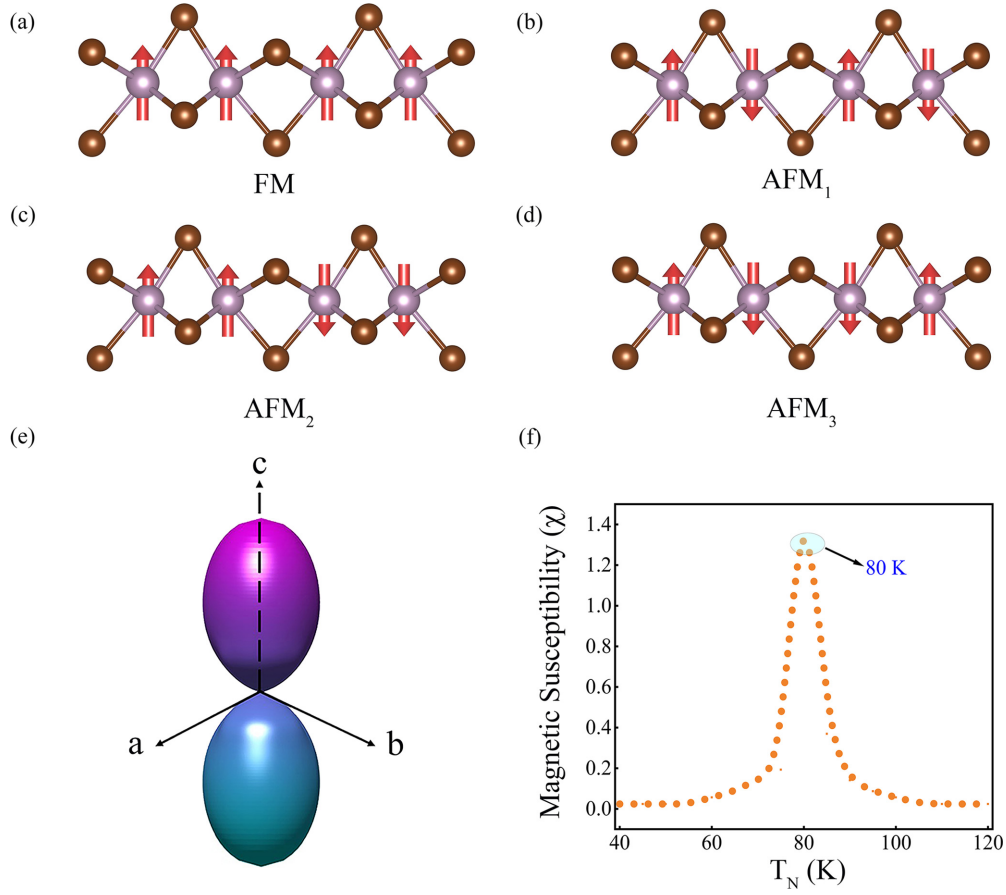 (a)
(b)
FM
AFM₁
(c)
(d)
AFM₂
AFM₃
(e)
(f)
c
a
b
Magnetic Susceptibility (χ)
1.4
1.2
1.0
0.8
0.6
0.4
0.2
0.0
80 K
40
60
80
100
120
T_N (K)